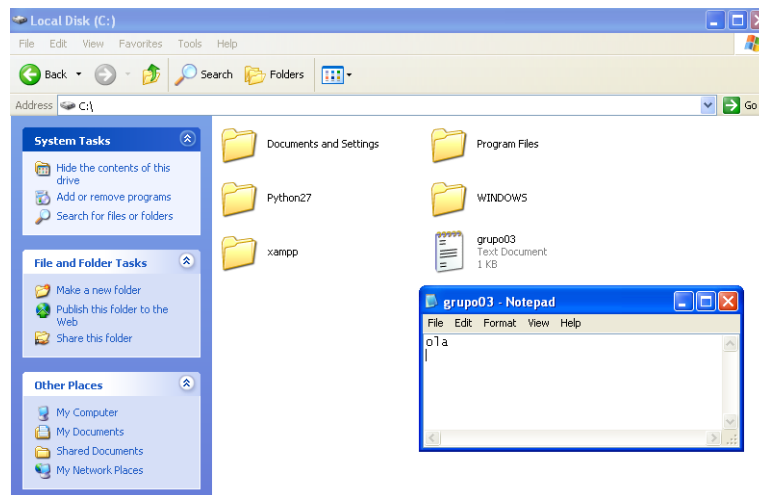 Local Disk (C:)
File Edit View Favorites Tools Help
Back Search Folders
Address C:\ Go
System Tasks
Hide the contents of this
drive
Add or remove programs
Search for files or folders
File and Folder Tasks
Make a new folder
Publish this folder to the
Web
Share this folder
Other Places
My Computer
My Documents
Shared Documents
My Network Places
Documents and Settings
Program Files
Python27
WINDOWS
xampp
grupo03
Text Document
1 KB
grupo03 - Notepad
File Edit Format View Help
ola